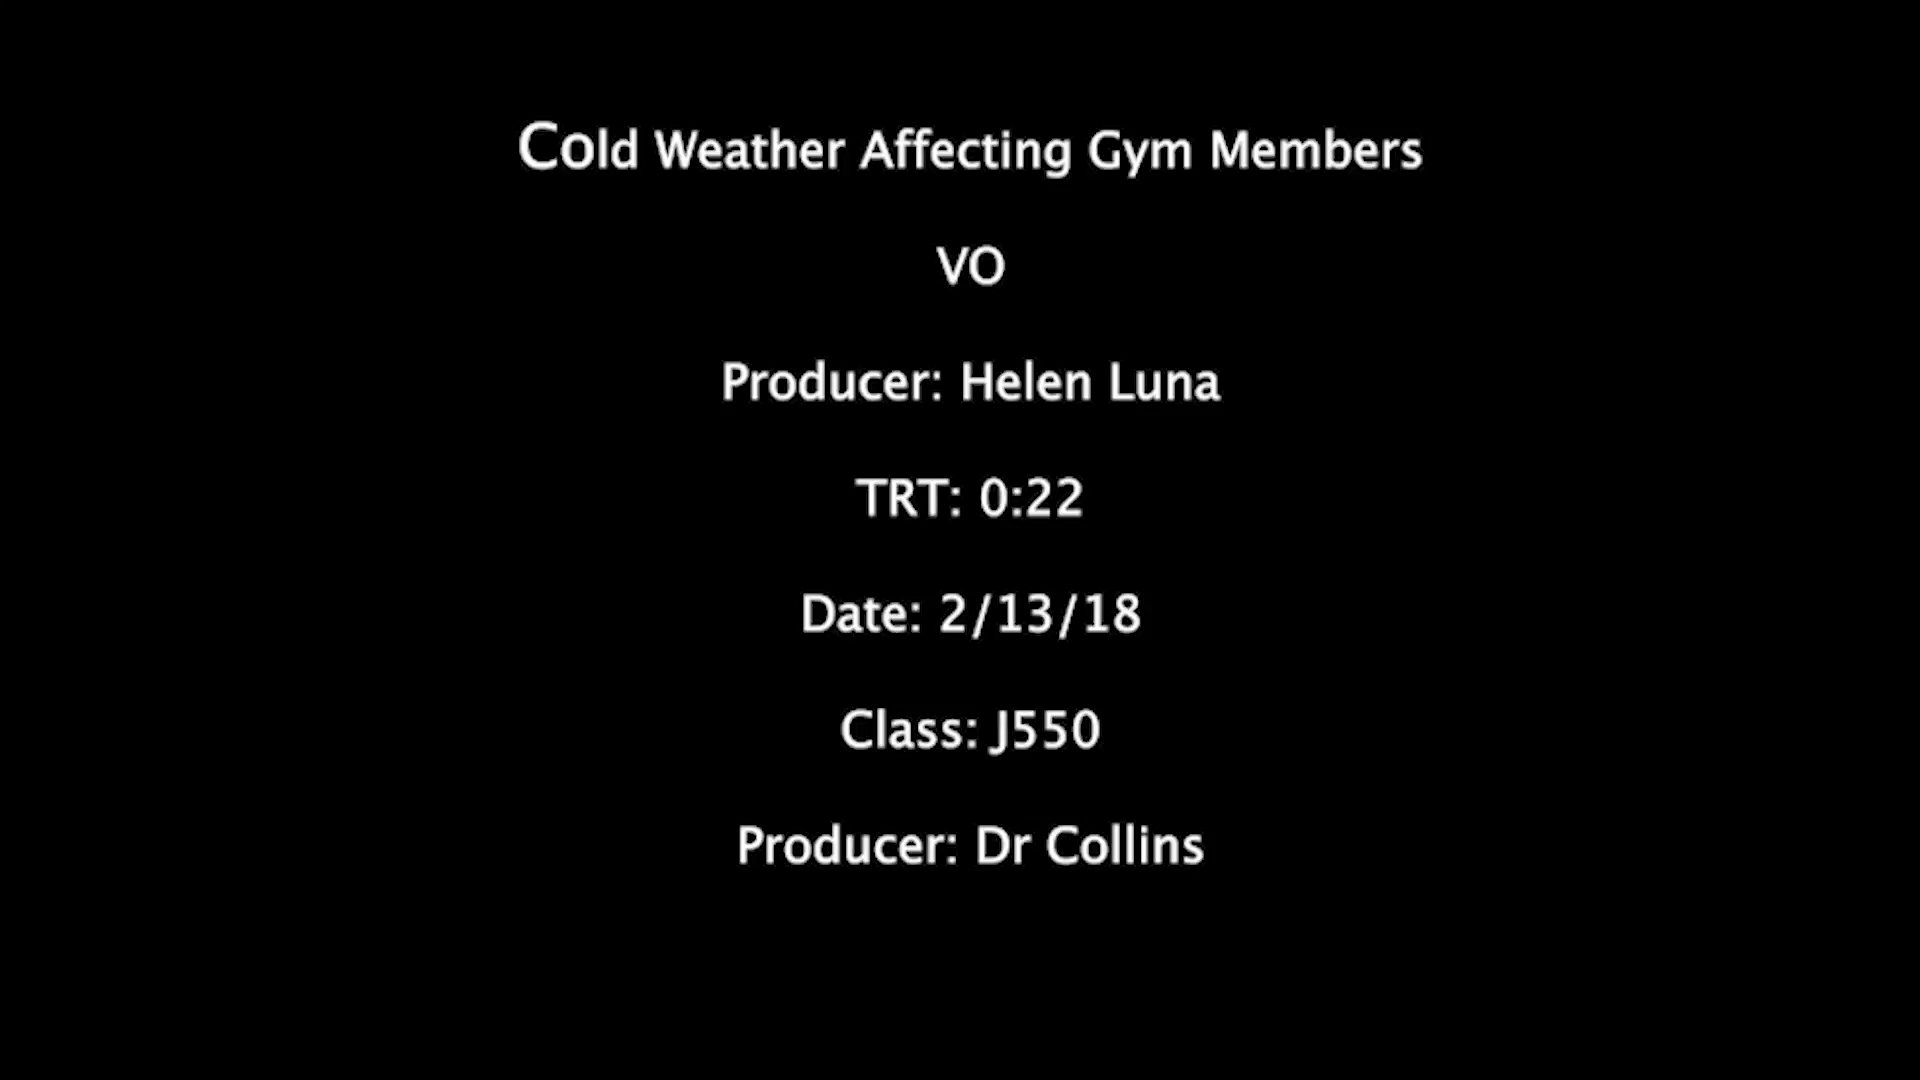 Cold Weather Affecting Gym Members
VO
Producer: Helen Luna
TRT: 0:22
Date: 2/13/18
Class: J550
Producer: Dr Collins